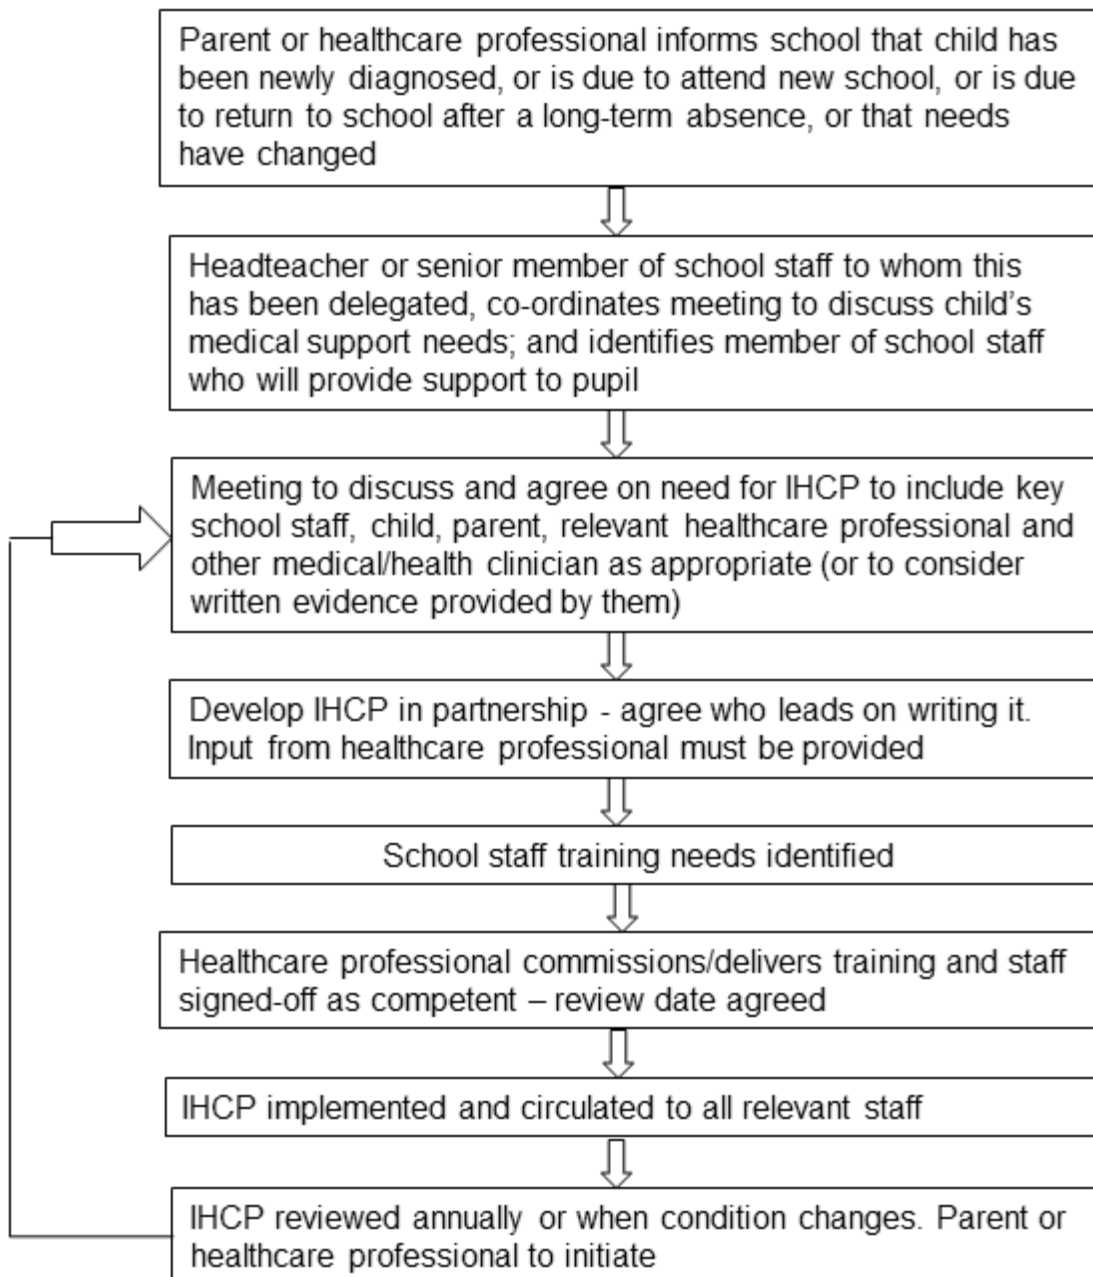 Parent or healthcare professional informs school that child has
been newly diagnosed, or is due to attend new school, or is due
to return to school after a long-term absence, or that needs
have changed
Headteacher or senior member of school staff to whom this
has been delegated, co-ordinates meeting to discuss child’s
medical support needs; and identifies member of school staff
who will provide support to pupil
Meeting to discuss and agree on need for IHCP to include key
school staff, child, parent, relevant healthcare professional and
other medical/health clinician as appropriate (or to consider
written evidence provided by them)
Develop IHCP in partnership - agree who leads on writing it.
Input from healthcare professional must be provided
School staff training needs identified
Healthcare professional commissions/delivers training and staff
signed-off as competent – review date agreed
IHCP implemented and circulated to all relevant staff
IHCP reviewed annually or when condition changes. Parent or
healthcare professional to initiate